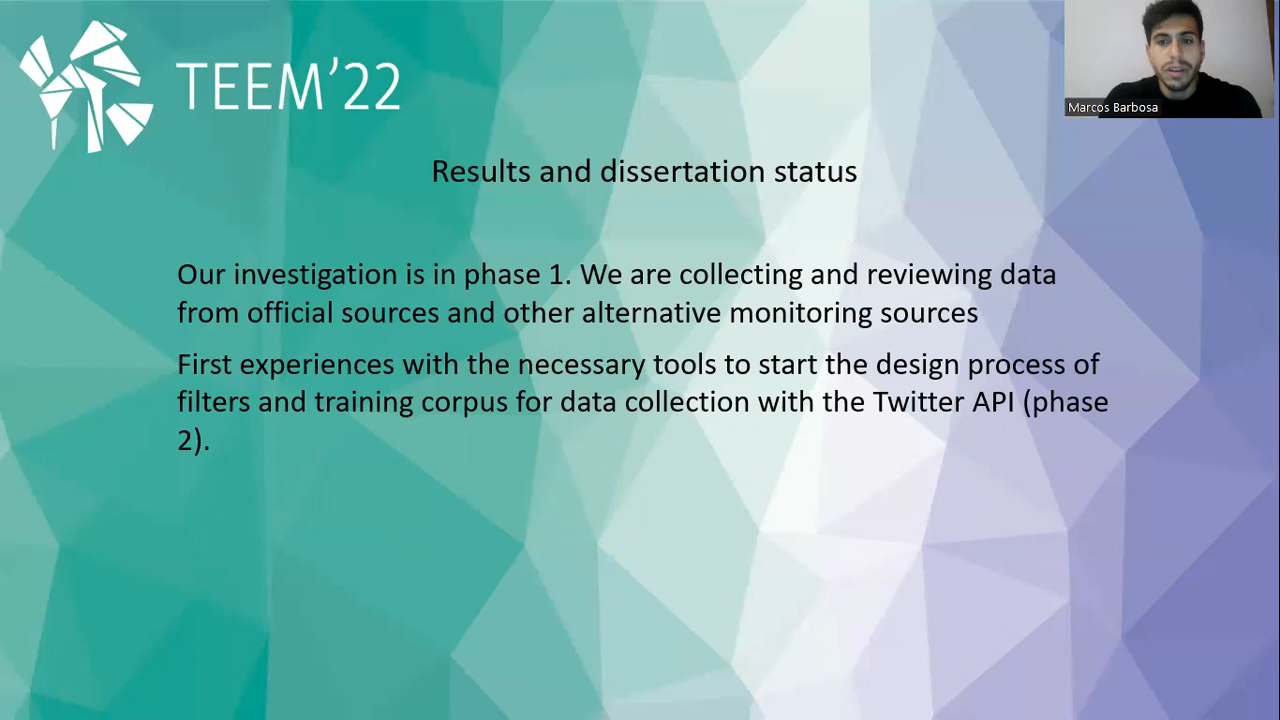 TEEM’22
Marcos Barbosa
Results and dissertation status
Our investigation is in phase 1. We are collecting and reviewing data
from official sources and other alternative monitoring sources
First experiences with the necessary tools to start the design process of
filters and training corpus for data collection with the Twitter API (phase
2).